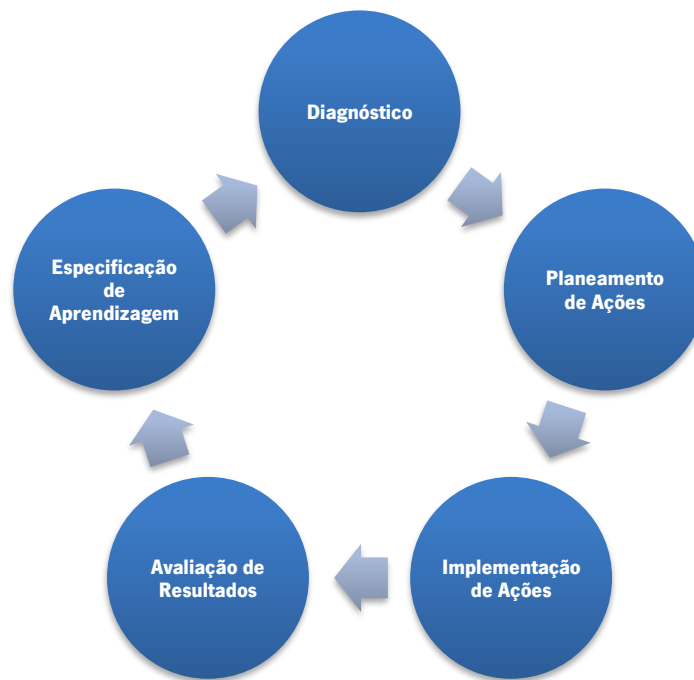 Diagnóstico
Planeamento
de Ações
Implementação
de Ações
Avaliação de
Resultados
Especificação
de
Aprendizagem